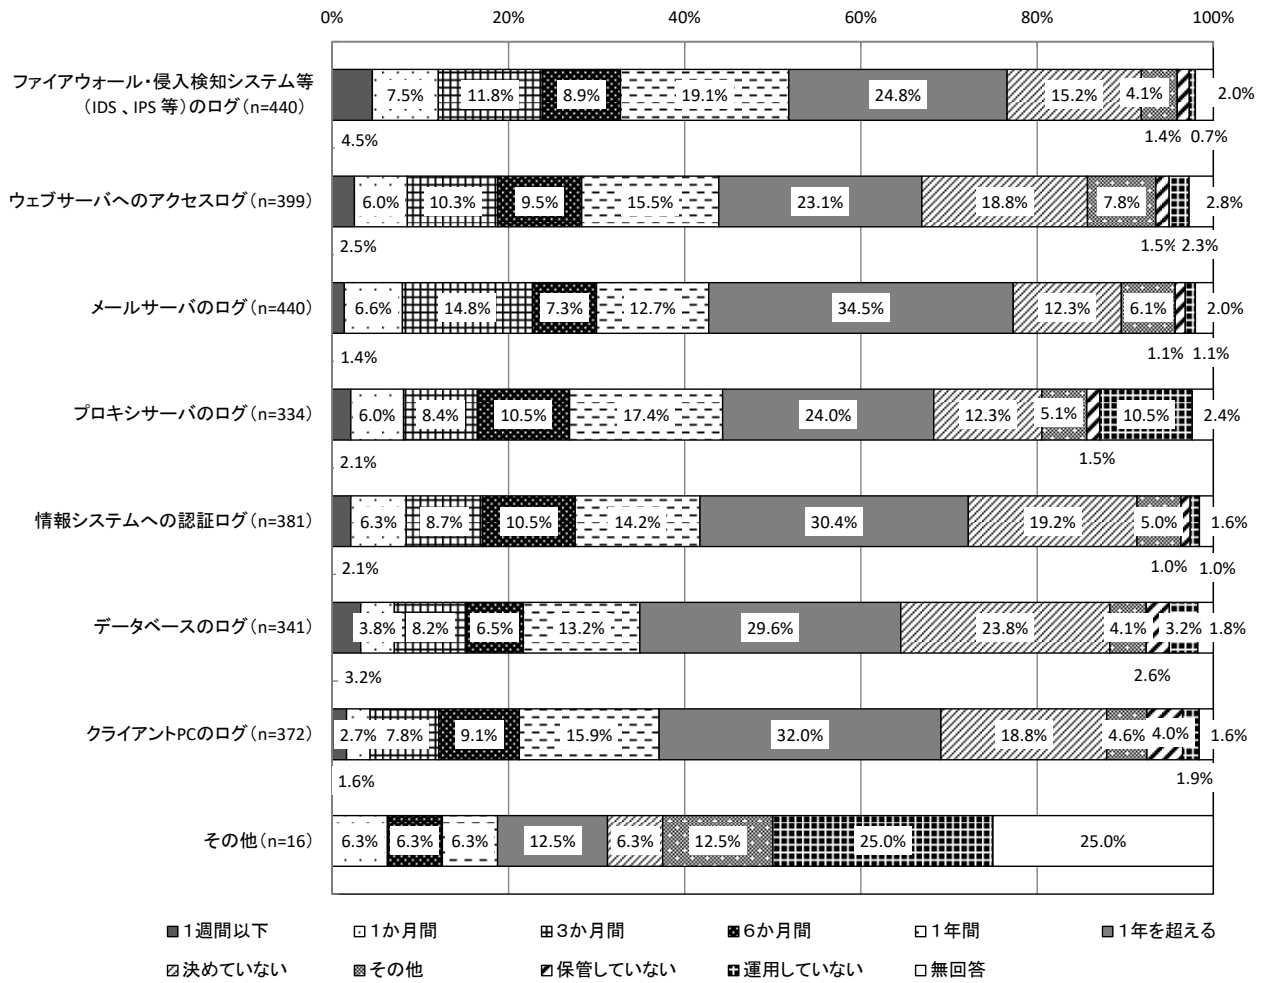 0% 20% 40% 60% 80% 100%
ファイアウォール・侵入検知システム等
（IDS 、IPS 等）のログ（n=440）
7.5% 11.8% 8.9% 19.1% 24.8% 15.2% 4.1% 2.0%
4.5% 1.4% 0.7%
ウェブサーバへのアクセスログ（n=399）
6.0% 10.3% 9.5% 15.5% 23.1% 18.8% 7.8% 2.8%
2.5% 1.5% 2.3%
メールサーバのログ（n=440）
6.6% 14.8% 7.3% 12.7% 34.5% 12.3% 6.1% 2.0%
1.4% 1.1% 1.1%
プロキシサーバのログ（n=334）
6.0% 8.4% 10.5% 17.4% 24.0% 12.3% 5.1% 10.5% 2.4%
2.1% 1.5%
情報システムへの認証ログ（n=381）
6.3% 8.7% 10.5% 14.2% 30.4% 19.2% 5.0% 1.6%
2.1% 1.0% 1.0%
データベースのログ（n=341）
3.8% 8.2% 6.5% 13.2% 29.6% 23.8% 4.1% 3.2% 1.8%
3.2% 2.6%
クライアントPCのログ（n=372）
2.7% 7.8% 9.1% 15.9% 32.0% 18.8% 4.6% 4.0% 1.6%
1.6% 1.9%
その他（n=16）
6.3% 6.3% 6.3% 12.5% 6.3% 12.5% 25.0% 25.0%
１週間以下 １か月間 ３か月間 ６か月間 １年間 １年を超える
決めていない その他 保管していない 運用していない 無回答